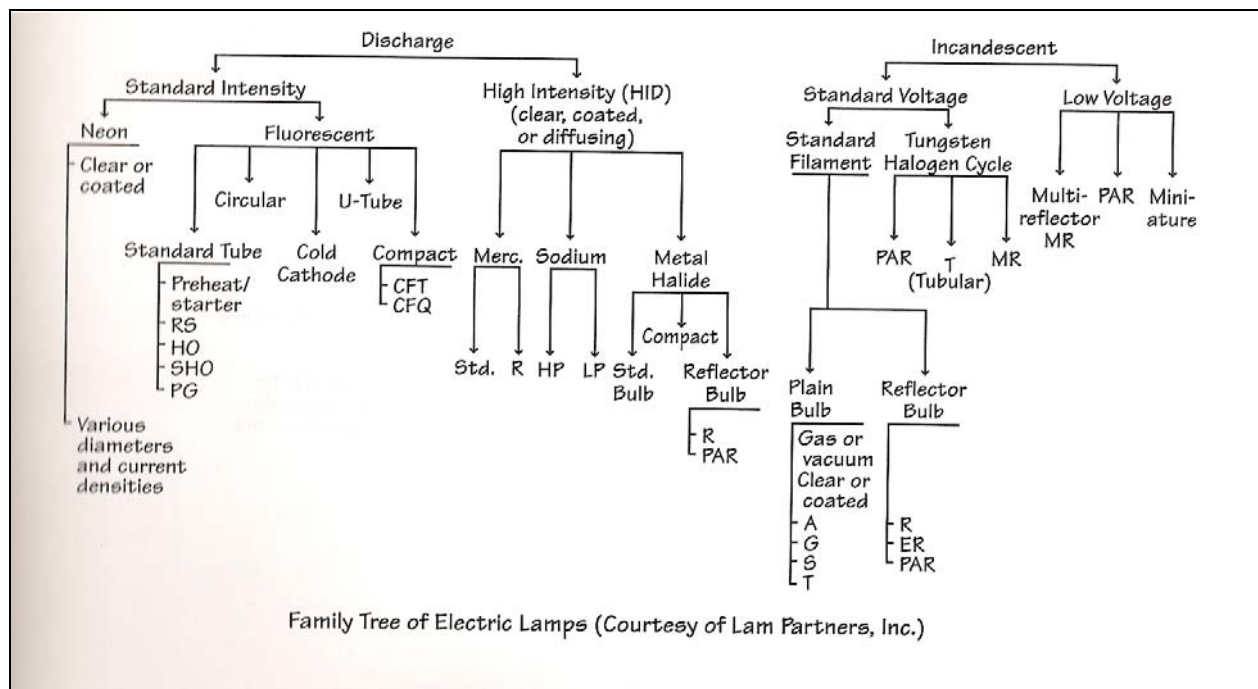 Discharge
Incandescent
Standard Intensity
High Intensity (HID)
(clear, coated,
or diffusing)
Standard Voltage
Low Voltage
Neon
Fluorescent
Standard
Filament
Tungsten
Halogen Cycle
Clear or
coated
Circular
U-Tube
Multi-
reflector
MR
PAR
Mini-
ature
Standard Tube
Cold
Cathode
Compact
Merc.
Sodium
Metal
Halide
PAR
T
(Tubular)
MR
Preheat/
starter
RS
HO
SHO
PG
CFT
CFQ
Compact
Std.
R
HP
LP
Std.
Bulb
Reflector
Bulb
R
PAR
Plain
Bulb
Reflector
Bulb
Various
diameters
and current
densities
Gas or
vacuum
Clear or
coated
A
G
S
T
R
ER
PAR
Family Tree of Electric Lamps (Courtesy of Lam Partners, Inc.)